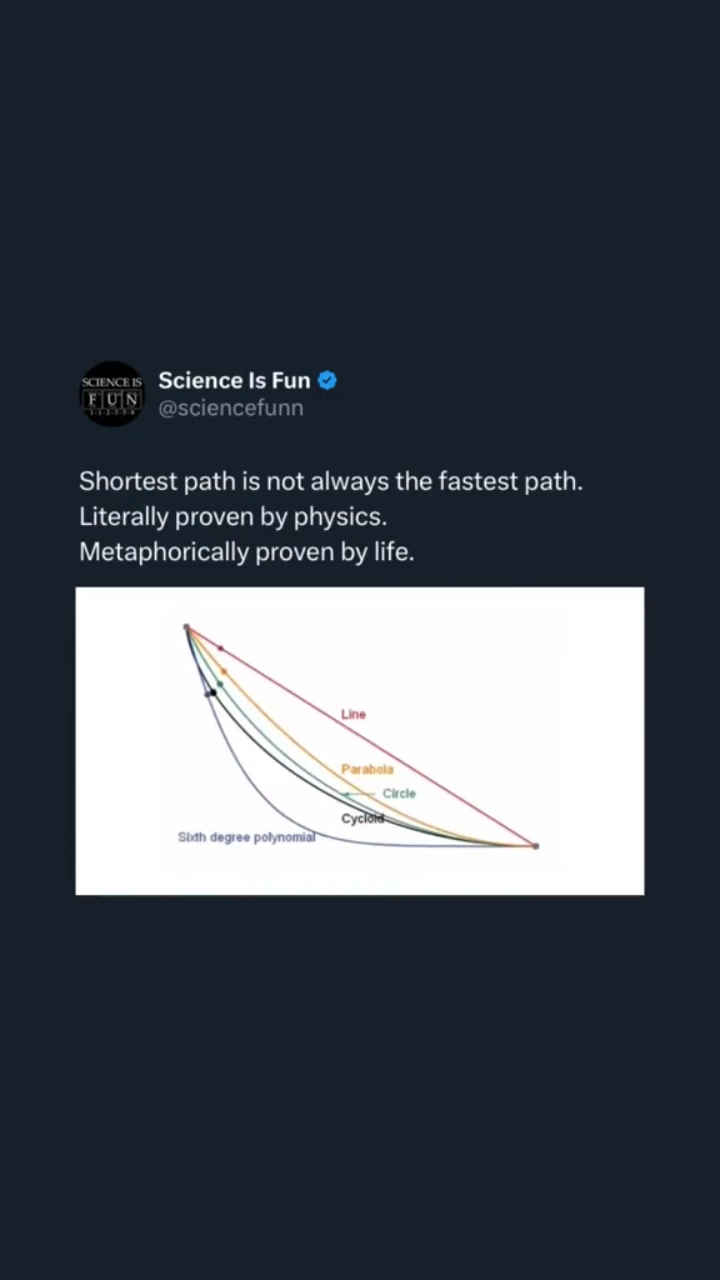 SCIENCE IS
FUN
Science Is Fun
@sciencefunn
Shortest path is not always the fastest path.
Literally proven by physics.
Metaphorically proven by life.
Line
Parabola
Circle
Cycloid
Sixth degree polynomial